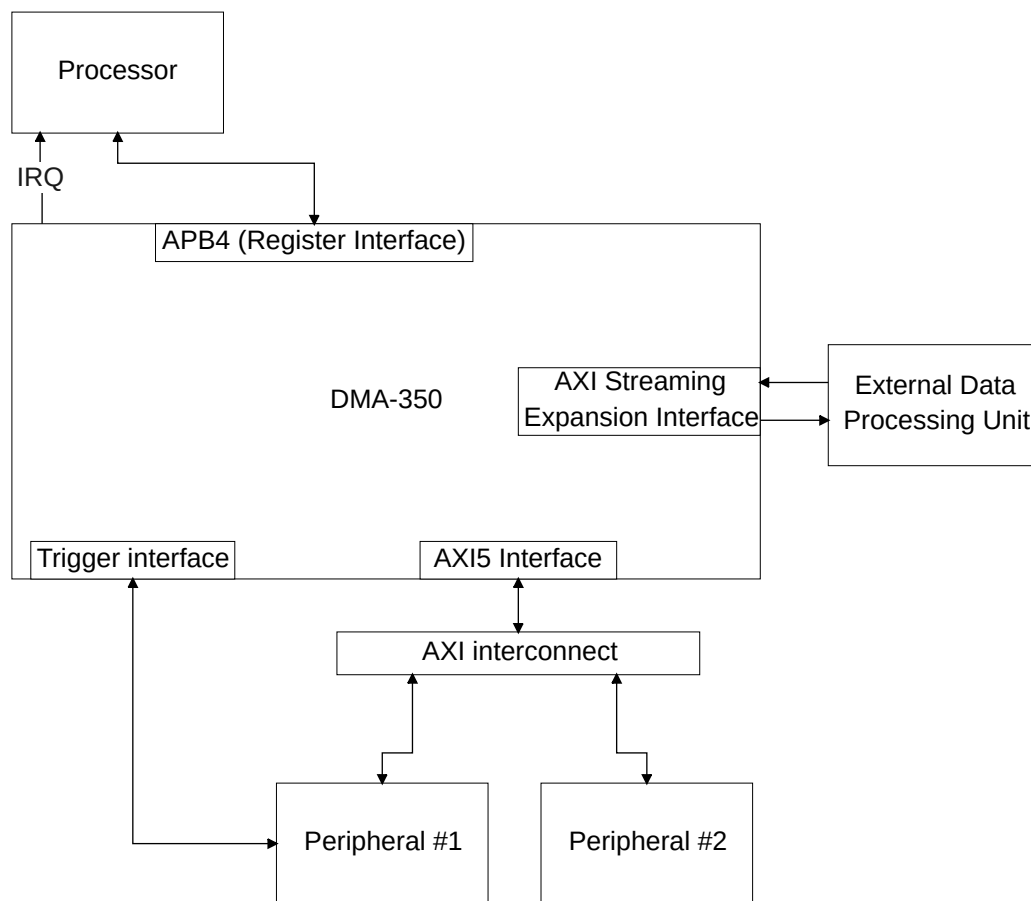 Processor
IRQ
APB4 (Register Interface)
DMA-350
AXI Streaming
Expansion Interface
External Data
Processing Unit
Trigger interface
AXI5 Interface
AXI interconnect
Peripheral #1
Peripheral #2